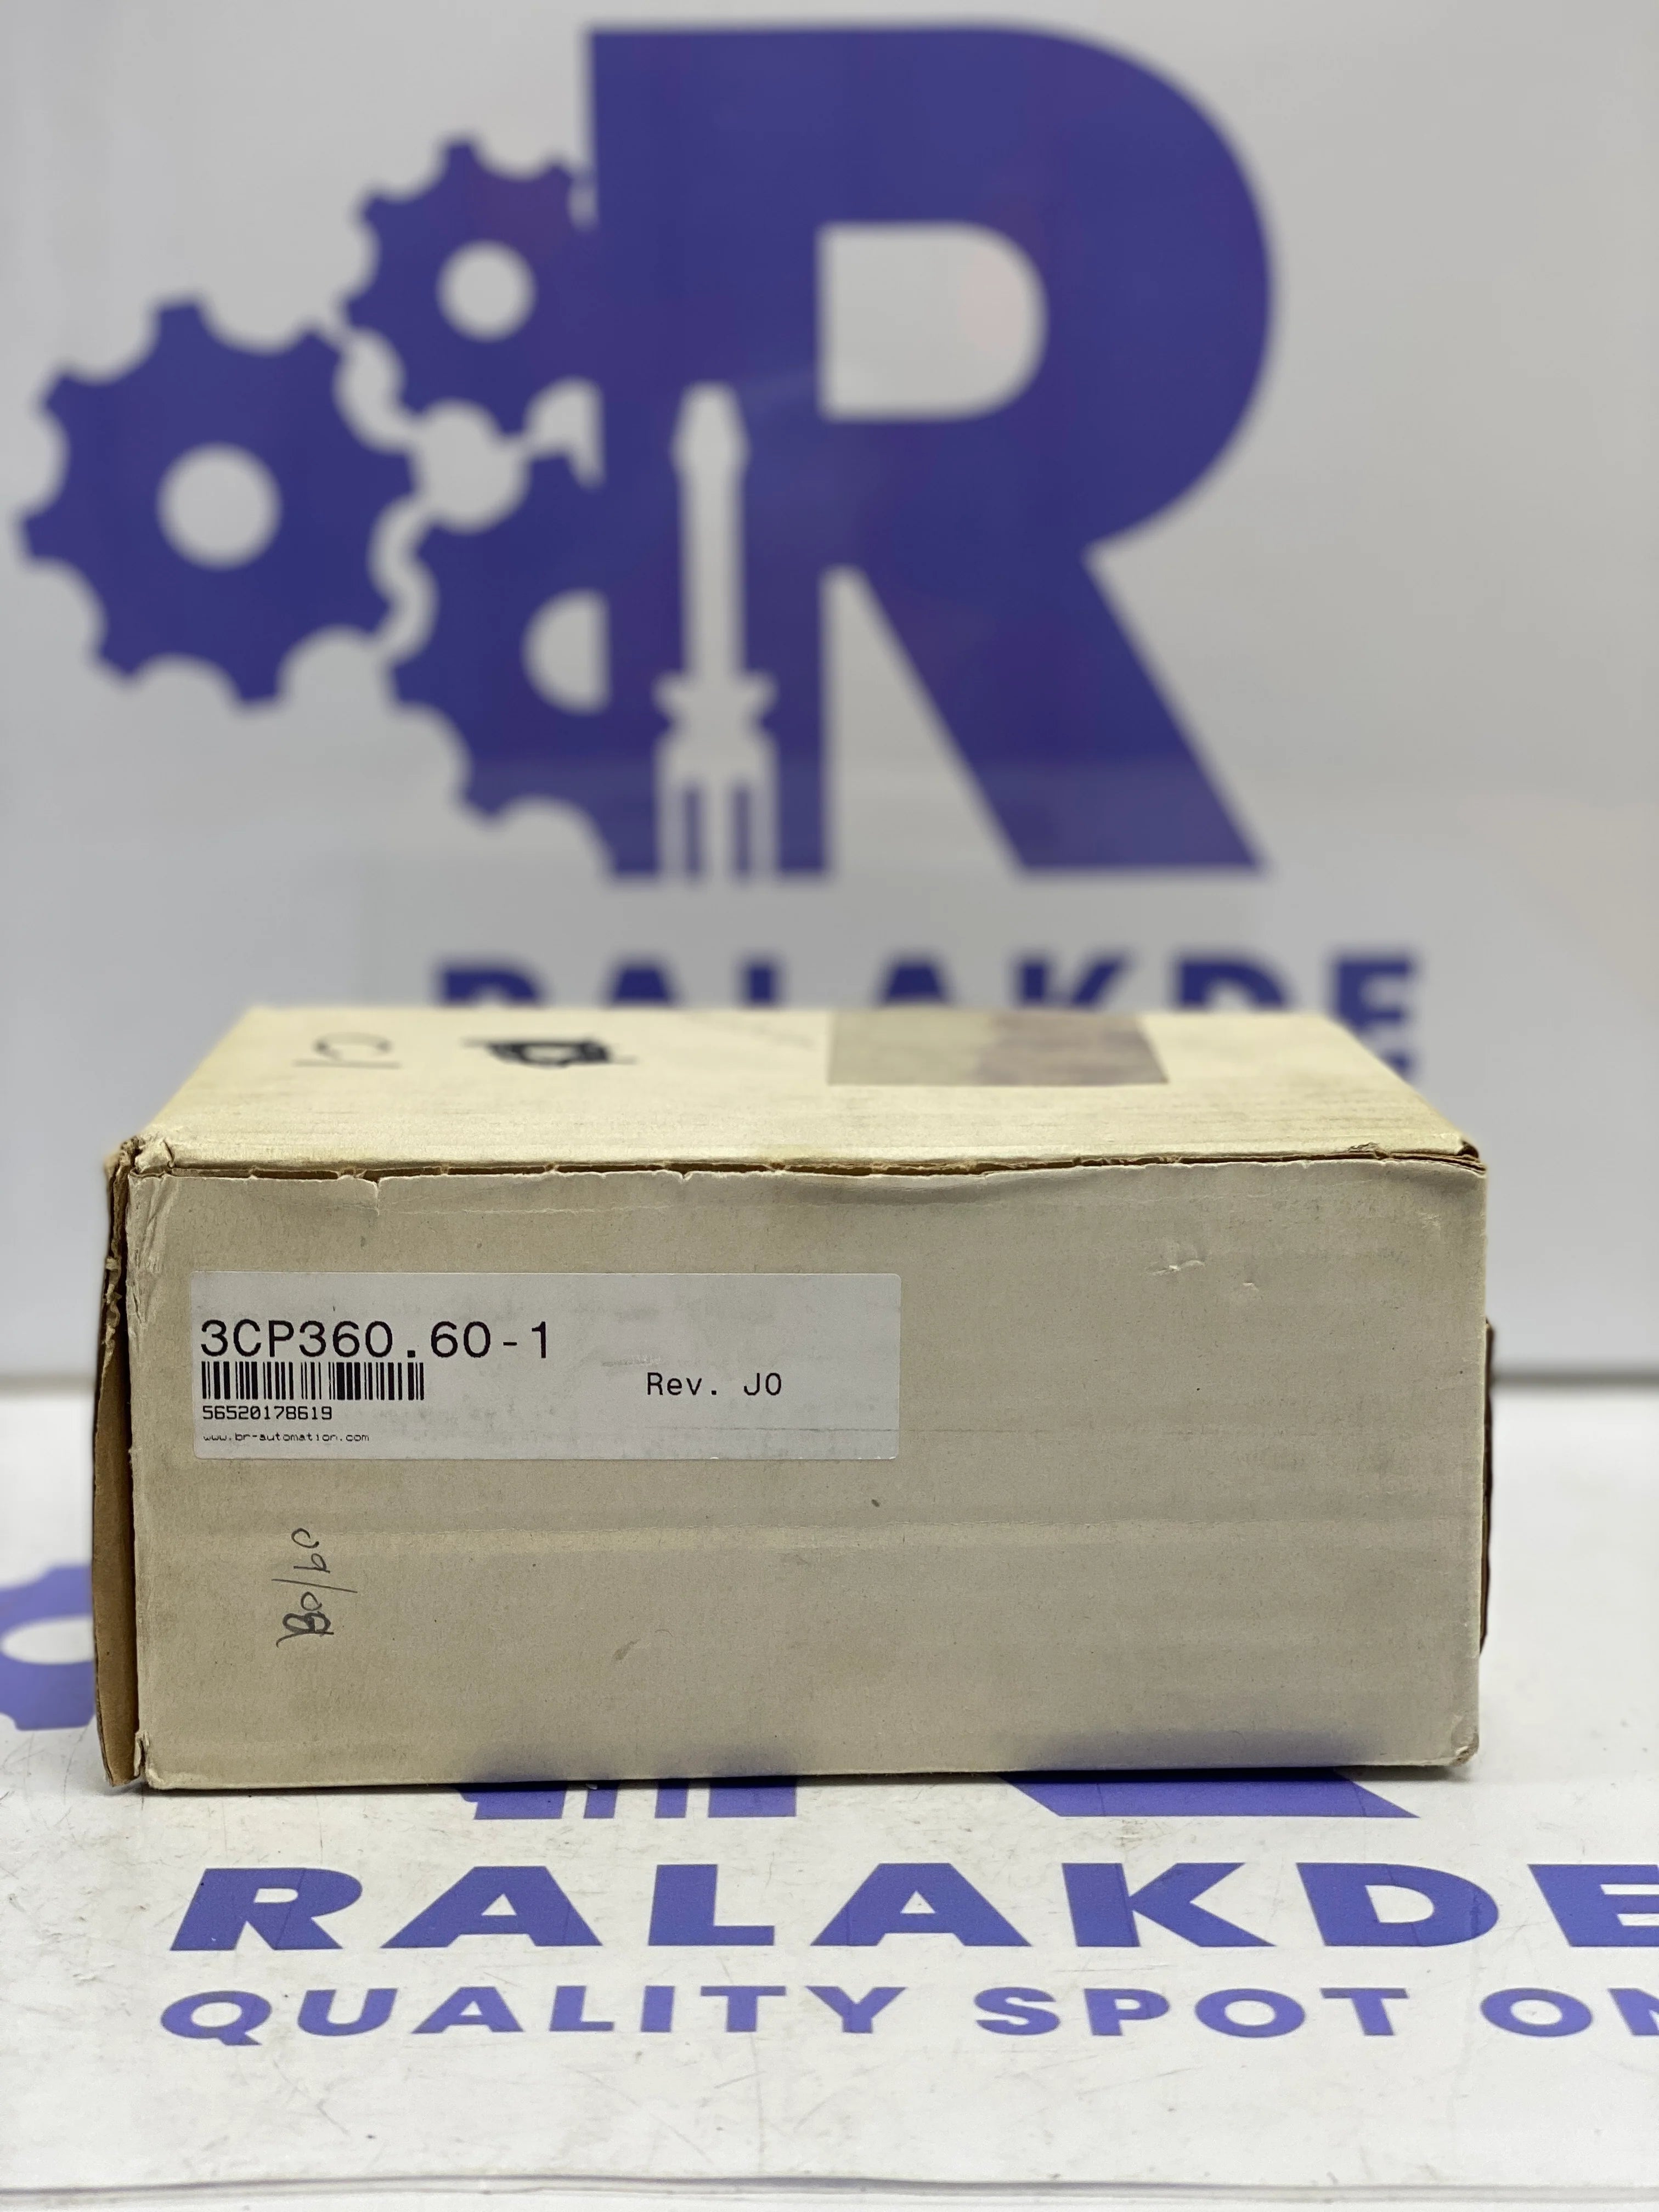 RALAKDE
3CP360.60-1
Rev. J0
56520178619
www.br-automation.com
RALAKDE
QUALITY SPOT ON